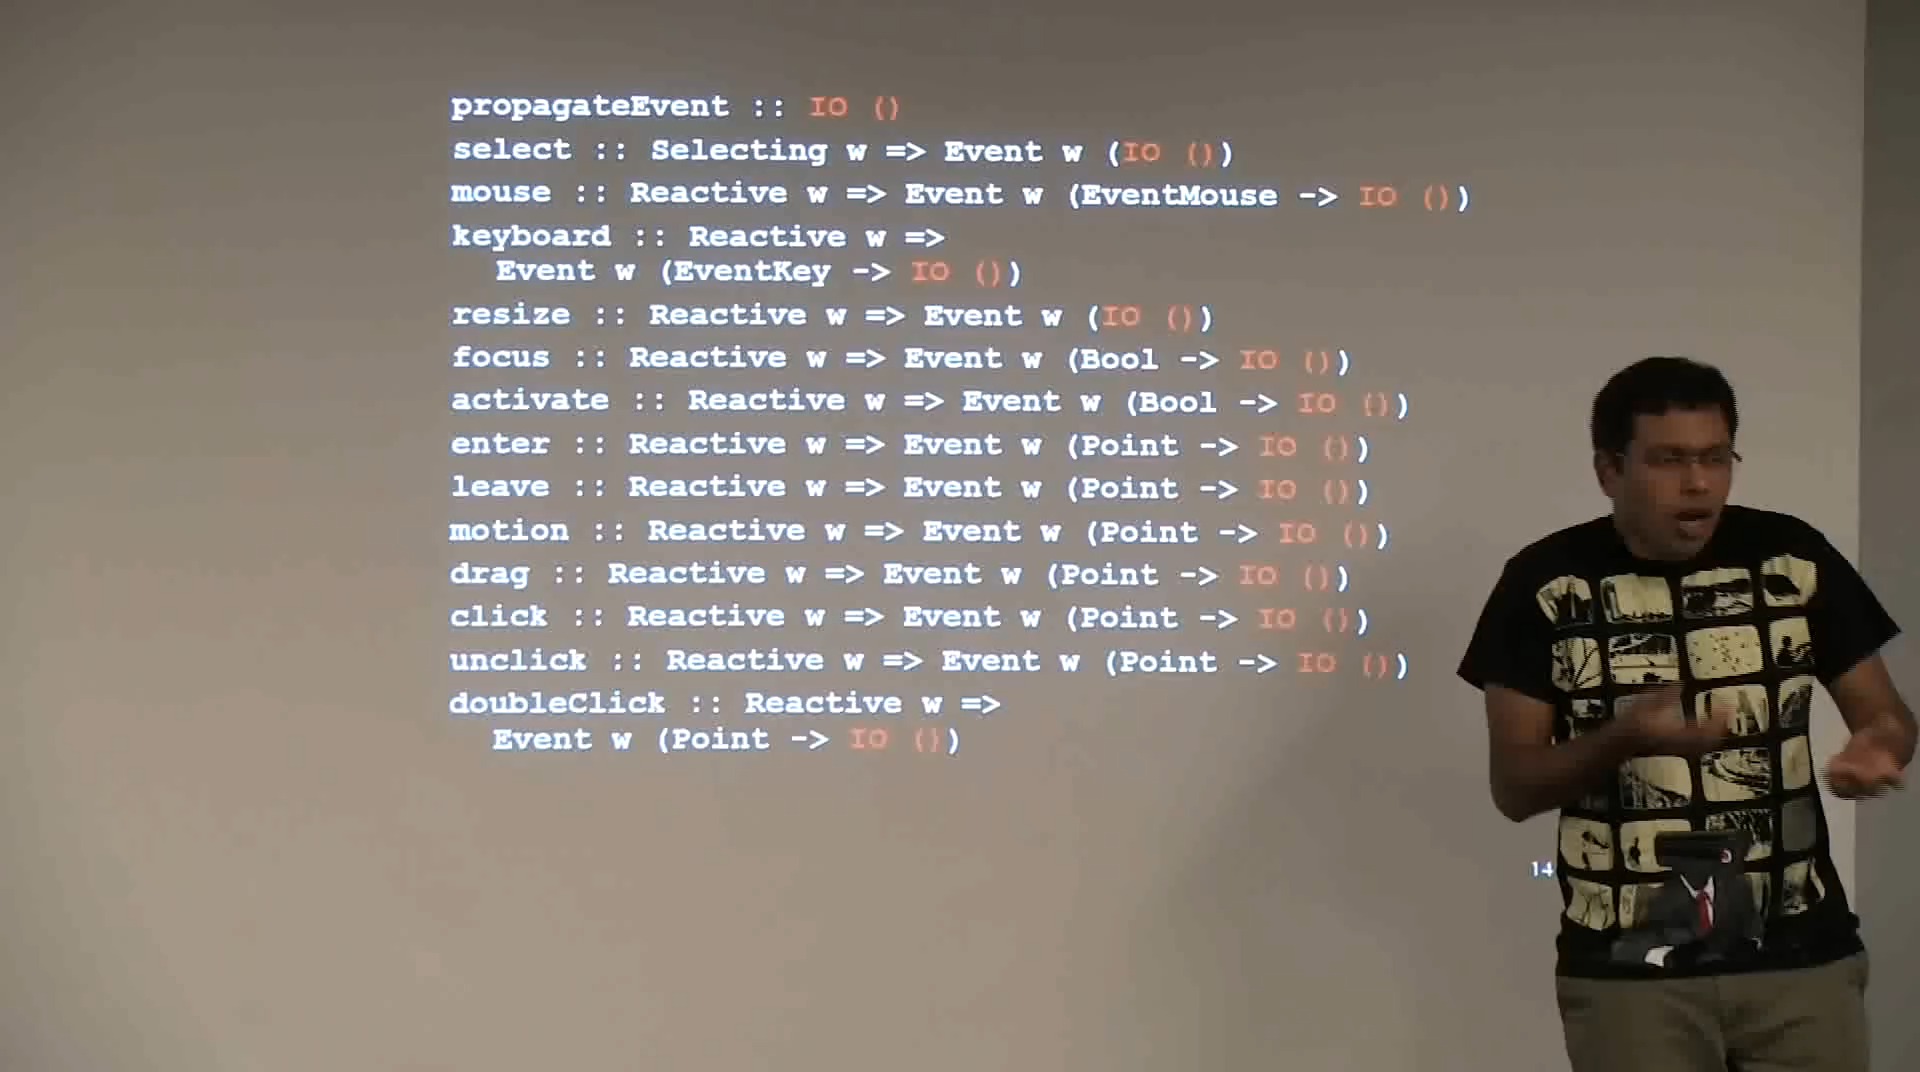 propagateEvent :: IO ()
select :: Selecting w => Event w (IO ())
mouse :: Reactive w => Event w (EventMouse -> IO ())
keyboard :: Reactive w =>
Event w (EventKey -> IO ())
resize :: Reactive w => Event w (IO ())
focus :: Reactive w => Event w (Bool -> IO ())
activate :: Reactive w => Event w (Bool -> IO ())
enter :: Reactive w => Event w (Point -> IO ())
leave :: Reactive w => Event w (Point -> IO ())
motion :: Reactive w => Event w (Point -> IO ())
drag :: Reactive w => Event w (Point -> IO ())
click :: Reactive w => Event w (Point -> IO ())
unclick :: Reactive w => Event w (Point -> IO ())
doubleClick :: Reactive w =>
Event w (Point -> IO ())
14